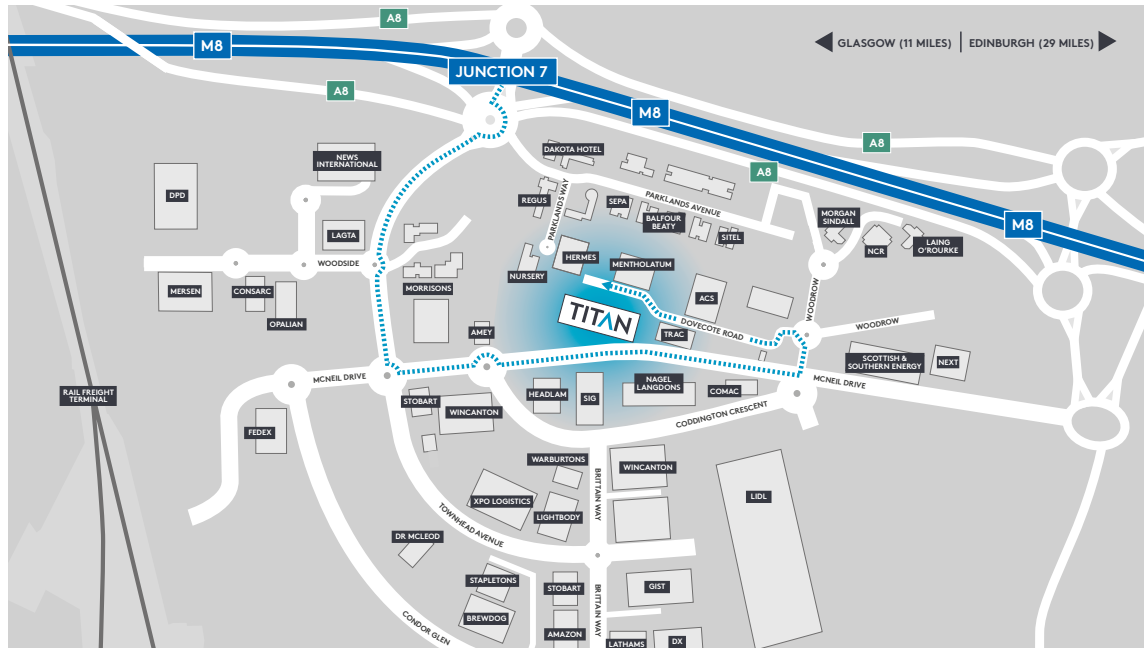 A8
M8
GLASGOW (11 MILES)
EDINBURGH (29 MILES)
JUNCTION 7
A8
M8
A8
A8
M8
NEWS
INTERNATIONAL
DPD
LAGTA
WOODSIDE
MERSEN
CONSARC
OPALIAN
DAKOTA HOTEL
REGUS
PARKLANDS WAY
PARKLANDS AVENUE
SEPA
BALFOUR
BEATY
SITEL
MORGAN
SINDALL
NCR
LAING
O'ROURKE
HERMES
NURSERY
MENTHOLATUM
MORRISONS
ACS
WOODROW
WOODROW
TITAN
DOVECOTE ROAD
TRAC
AMEY
SCOTTISH &
SOUTHERN ENERGY
NEXT
MCNEIL DRIVE
MCNEIL DRIVE
RAIL FREIGHT
TERMINAL
STOBART
WINCANTON
HEADLAM
SIG
NAGEL
LANGDONS
COMAC
CODDINGTON CRESCENT
FEDEX
WARBURTONS
WINCANTON
BRITTAIN WAY
XPO LOGISTICS
LIGHTBODY
LIDL
TOWNHEAD AVENUE
DR MCLEOD
STAPLETONS
STOBART
GIST
BREWDOG
BRITTAIN WAY
AMAZON
CONDOR GLEN
LATHAMS
DX